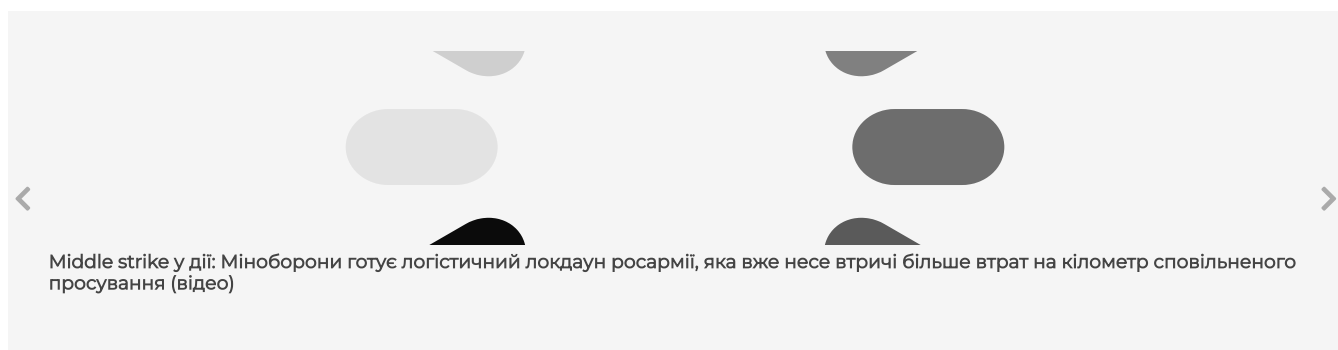 Middle strike у дії: Міноборони готує логістичний локдаун росармії, яка вже несе втричі більше втрат на кілометр сповільненого
просування (відео)